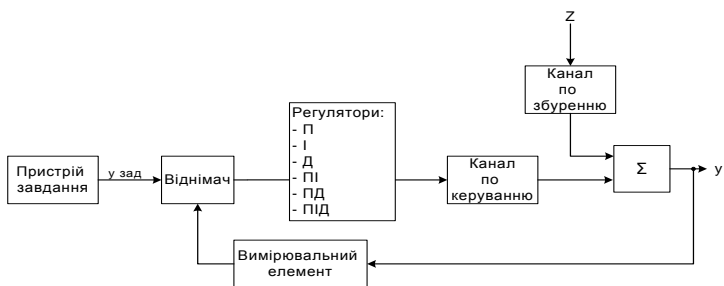 Z
Канал
по
збуренню
Регулятори:
- П
- І
- Д
- ПІ
- ПД
- ПІД
Пристрій
завдання
у зад
Віднімач
Канал
по
керуванню
Σ
у
Вимірювальний
елемент